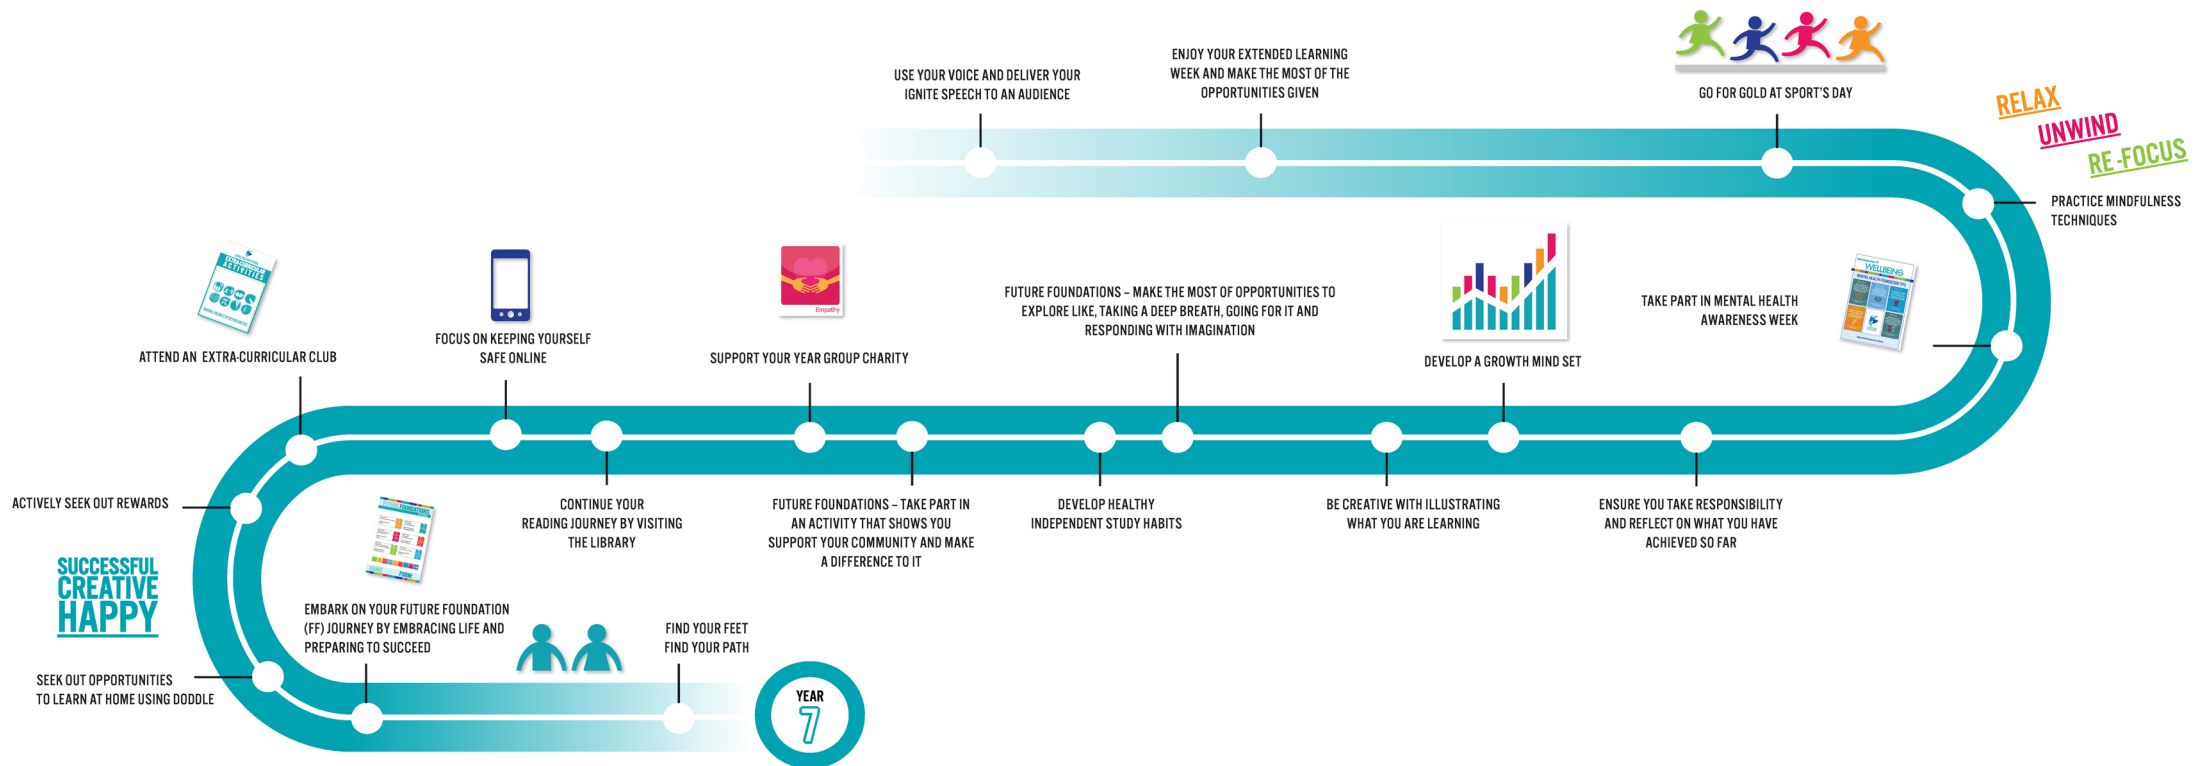 USE YOUR VOICE AND DELIVER YOUR
IGNITE SPEECH TO AN AUDIENCE
ENJOY YOUR EXTENDED LEARNING
WEEK AND MAKE THE MOST OF THE
OPPORTUNITIES GIVEN
GO FOR GOLD AT SPORT'S DAY
RELAX
UNWIND
RE-FOCUS
PRACTICE MINDFULNESS
TECHNIQUES
EXTRA-CURRICULAR
ACTIVITIES
ATTEND AN EXTRA-CURRICULAR CLUB
FOCUS ON KEEPING YOURSELF
SAFE ONLINE
Empathy
SUPPORT YOUR YEAR GROUP CHARITY
FUTURE FOUNDATIONS – MAKE THE MOST OF OPPORTUNITIES TO
EXPLORE LIKE, TAKING A DEEP BREATH, GOING FOR IT AND
RESPONDING WITH IMAGINATION
DEVELOP A GROWTH MIND SET
TAKE PART IN MENTAL HEALTH
AWARENESS WEEK
WELLBEING
MENTAL HEALTH FOUNDATION TIPS
ACTIVELY SEEK OUT REWARDS
CONTINUE YOUR
READING JOURNEY BY VISITING
THE LIBRARY
FUTURE FOUNDATIONS – TAKE PART IN
AN ACTIVITY THAT SHOWS YOU
SUPPORT YOUR COMMUNITY AND MAKE
A DIFFERENCE TO IT
DEVELOP HEALTHY
INDEPENDENT STUDY HABITS
BE CREATIVE WITH ILLUSTRATING
WHAT YOU ARE LEARNING
ENSURE YOU TAKE RESPONSIBILITY
AND REFLECT ON WHAT YOU HAVE
ACHIEVED SO FAR
SUCCESSFUL
CREATIVE
HAPPY
FOUNDATIONS
EMBARK ON YOUR FUTURE FOUNDATION
(FF) JOURNEY BY EMBRACING LIFE AND
PREPARING TO SUCCEED
FIND YOUR FEET
FIND YOUR PATH
SEEK OUT OPPORTUNITIES
TO LEARN AT HOME USING DODDLE
YEAR
7